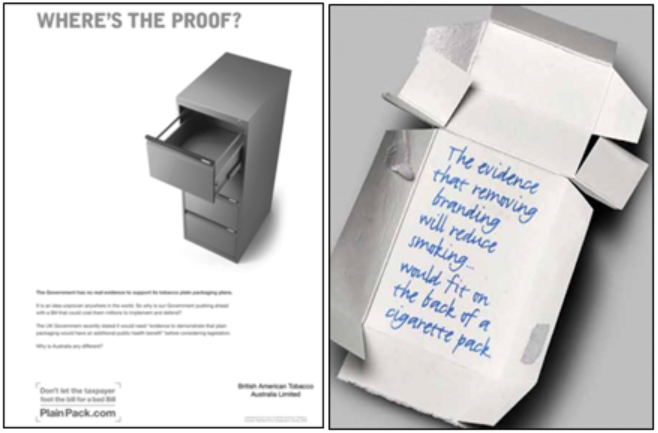 WHERE'S THE PROOF?
The Government has no real evidence to support its tobacco plain packaging plans.
It is an idea unproven anywhere in the world. So why is our Government pushing ahead
with a Bill that could cost them millions to implement and defend?
The UK Government recently stated it would need "evidence to demonstrate that plain
packaging would have an additional public health benefit" before considering legislation.
Why is Australia any different?
Don't let the taxpayer
foot the bill for a bad Bill
PlainPack.com
British American Tobacco
Australia Limited
The evidence
that removing
branding
will reduce
smoking...
would fit on
the back of a
cigarette pack.